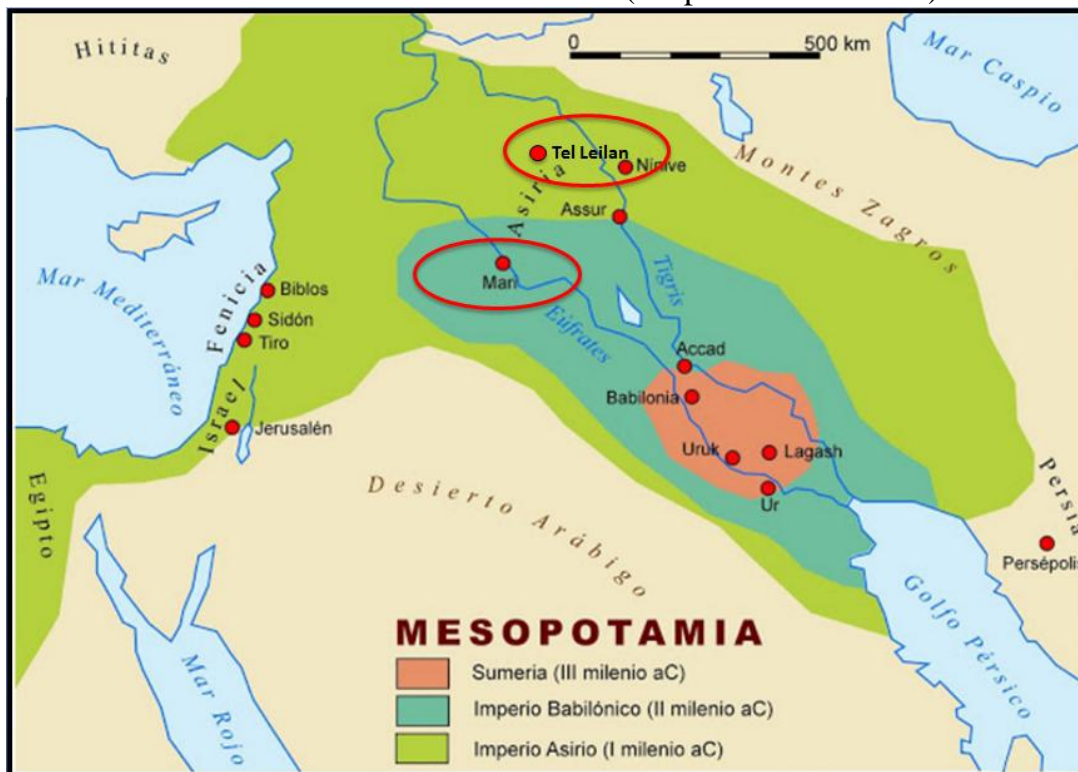 Hititas
0 500 km
Mar Caspio
Tel Leilan
Nínive
Montes Zagros
Asiria
Assur
Mari
Tigris
Mar Mediterráneo
Fenicia
Biblos
Sidón
Tiro
Eúfrates
Accad
Babilonia
Israel
Jerusalén
Uruk
Lagash
Ur
Egipto
Desierto Arábigo
Persia
Persépolis
Golfo Pérsico
Mar Rojo
MESOPOTAMIA
Sumeria (III milenio aC)
Imperio Babilónico (II milenio aC)
Imperio Asirio (I milenio aC)